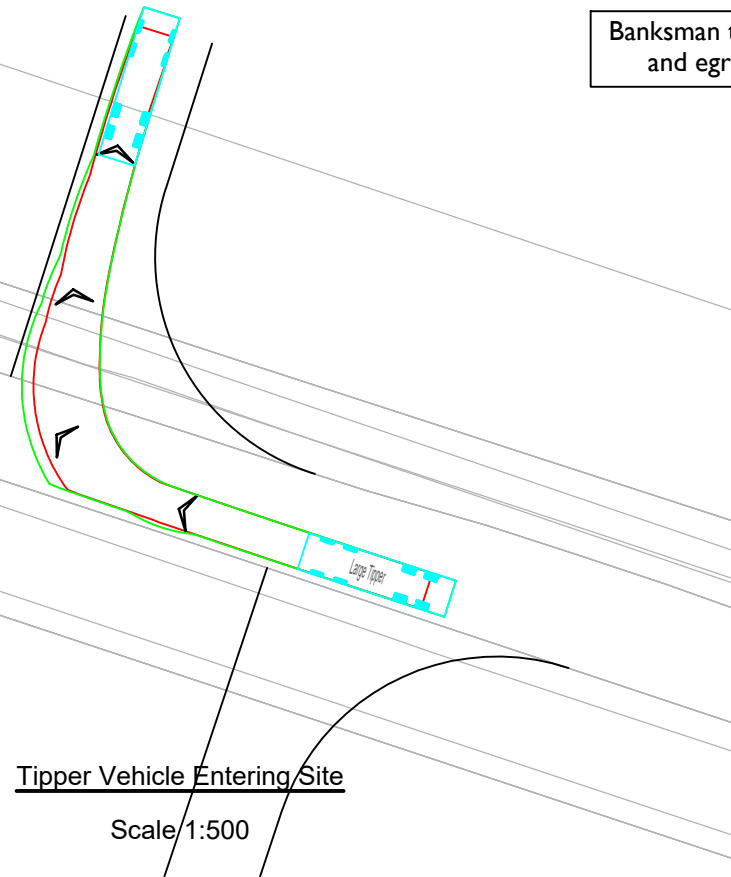 Banksman t
and egr
Large Tipper
Tipper Vehicle Entering Site
Scale 1:500